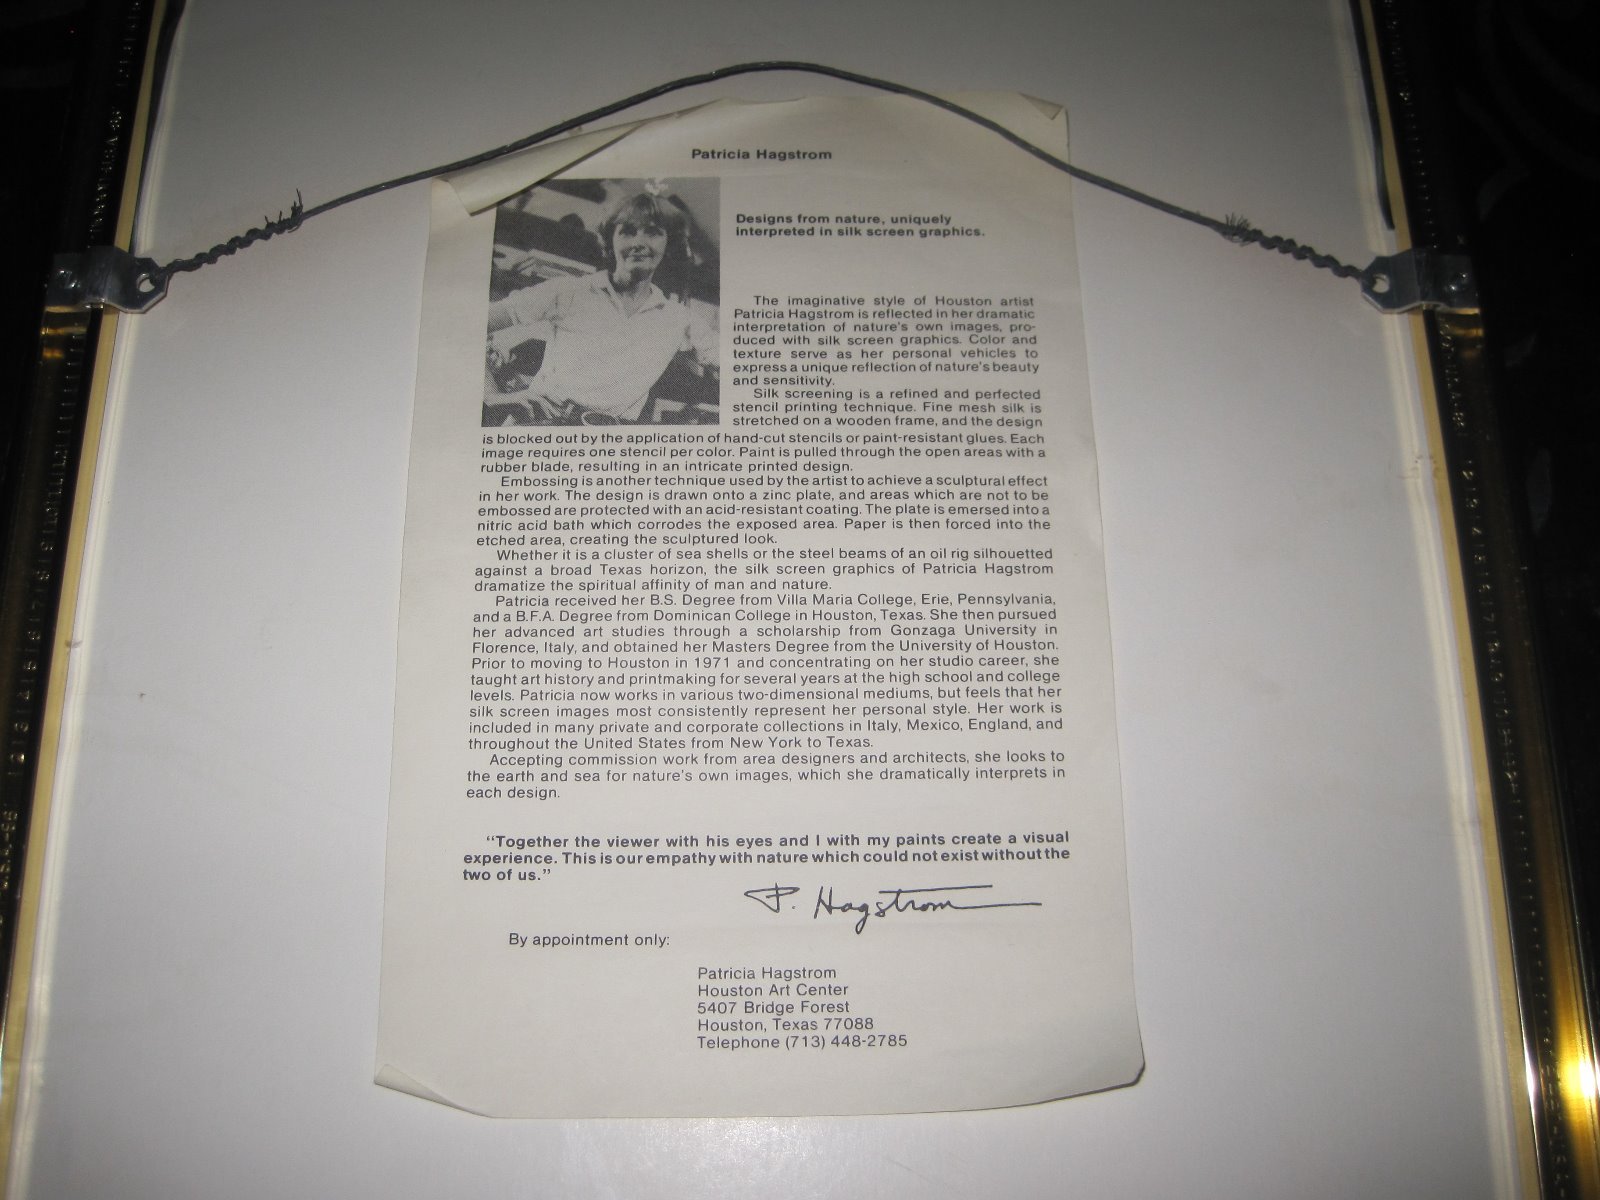 Patricia Hagstrom
Designs from nature, uniquely
interpreted in silk screen graphics.
The imaginative style of Houston artist
Patricia Hagstrom is reflected in her dramatic
interpretation of nature's own images, pro-
duced with silk screen graphics. Color and
texture serve as her personal vehicles to
express a unique reflection of nature's beauty
and sensitivity.
Silk screening is a refined and perfected
stencil printing technique. Fine mesh silk is
stretched on a wooden frame, and the design
is blocked out by the application of hand-cut stencils or paint-resistant glues. Each
image requires one stencil per color. Paint is pulled through the open areas with a
rubber blade, resulting in an intricate printed design.
Embossing is another technique used by the artist to achieve a sculptural effect
in her work. The design is drawn onto a zinc plate, and areas which are not to be
embossed are protected with an acid-resistant coating. The plate is emersed into a
nitric acid bath which corrodes the exposed area. Paper is then forced into the
etched area, creating the sculptured look.
Whether it is a cluster of sea shells or the steel beams of an oil rig silhouetted
against a broad Texas horizon, the silk screen graphics of Patricia Hagstrom
dramatize the spiritual affinity of man and nature.
Patricia received her B.S. Degree from Villa Maria College, Erie, Pennsylvania,
and a B.F.A. Degree from Dominican College in Houston, Texas. She then pursued
her advanced art studies through a scholarship from Gonzaga University in
Florence, Italy, and obtained her Masters Degree from the University of Houston.
Prior to moving to Houston in 1971 and concentrating on her studio career, she
taught art history and printmaking for several years at the high school and college
levels. Patricia now works in various two-dimensional mediums, but feels that her
silk screen images most consistently represent her personal style. Her work is
included in many private and corporate collections in Italy, Mexico, England, and
throughout the United States from New York to Texas.
Accepting commission work from area designers and architects, she looks to
the earth and sea for nature's own images, which she dramatically interprets in
each design.
"Together the viewer with his eyes and I with my paints create a visual
experience. This is our empathy with nature which could not exist without the
two of us."
P. Hagstrom
By appointment only:
Patricia Hagstrom
Houston Art Center
5407 Bridge Forest
Houston, Texas 77088
Telephone (713) 448-2785